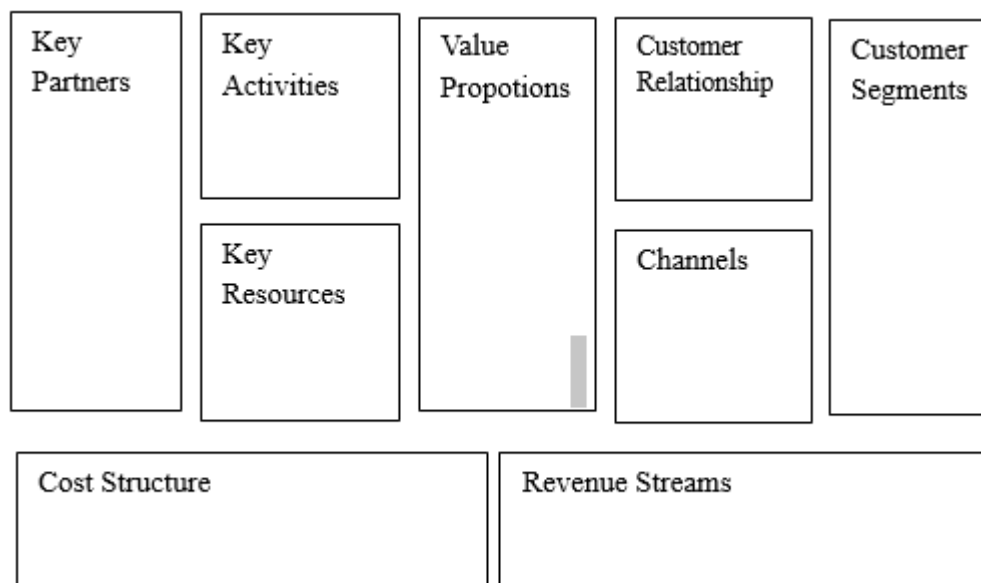 Key
Partners
Key
Activities
Value
Propotions
Customer
Relationship
Customer
Segments
Key
Resources
Channels
Cost Structure
Revenue Streams